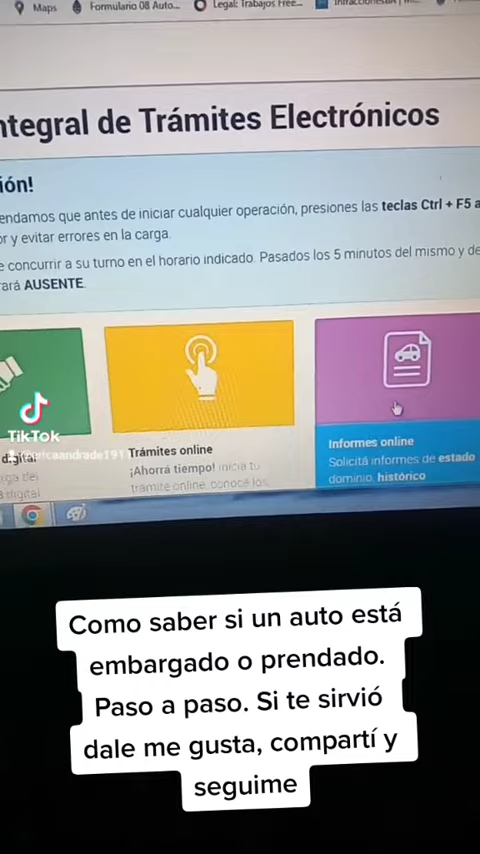 Maps Formulario 08 Auto... Legal: Trabajos Free...
ntegral de Trámites Electrónicos
ión!
endamos que antes de iniciar cualquier operación, presiones las teclas Ctrl + F5 a
or y evitar errores en la carga.
e concurrir a su turno en el horario indicado. Pasados los 5 minutos del mismo y de
rará AUSENTE.
TikTok
digital
Trámites online
¡Ahorrá tiempo! Iniciá tu
trámite online, conocé los
Informes online
Solicitá informes de estado
dominio, histórico
Como saber si un auto está
embargado o prendado.
Paso a paso. Si te sirvió
dale me gusta, compartí y
seguime